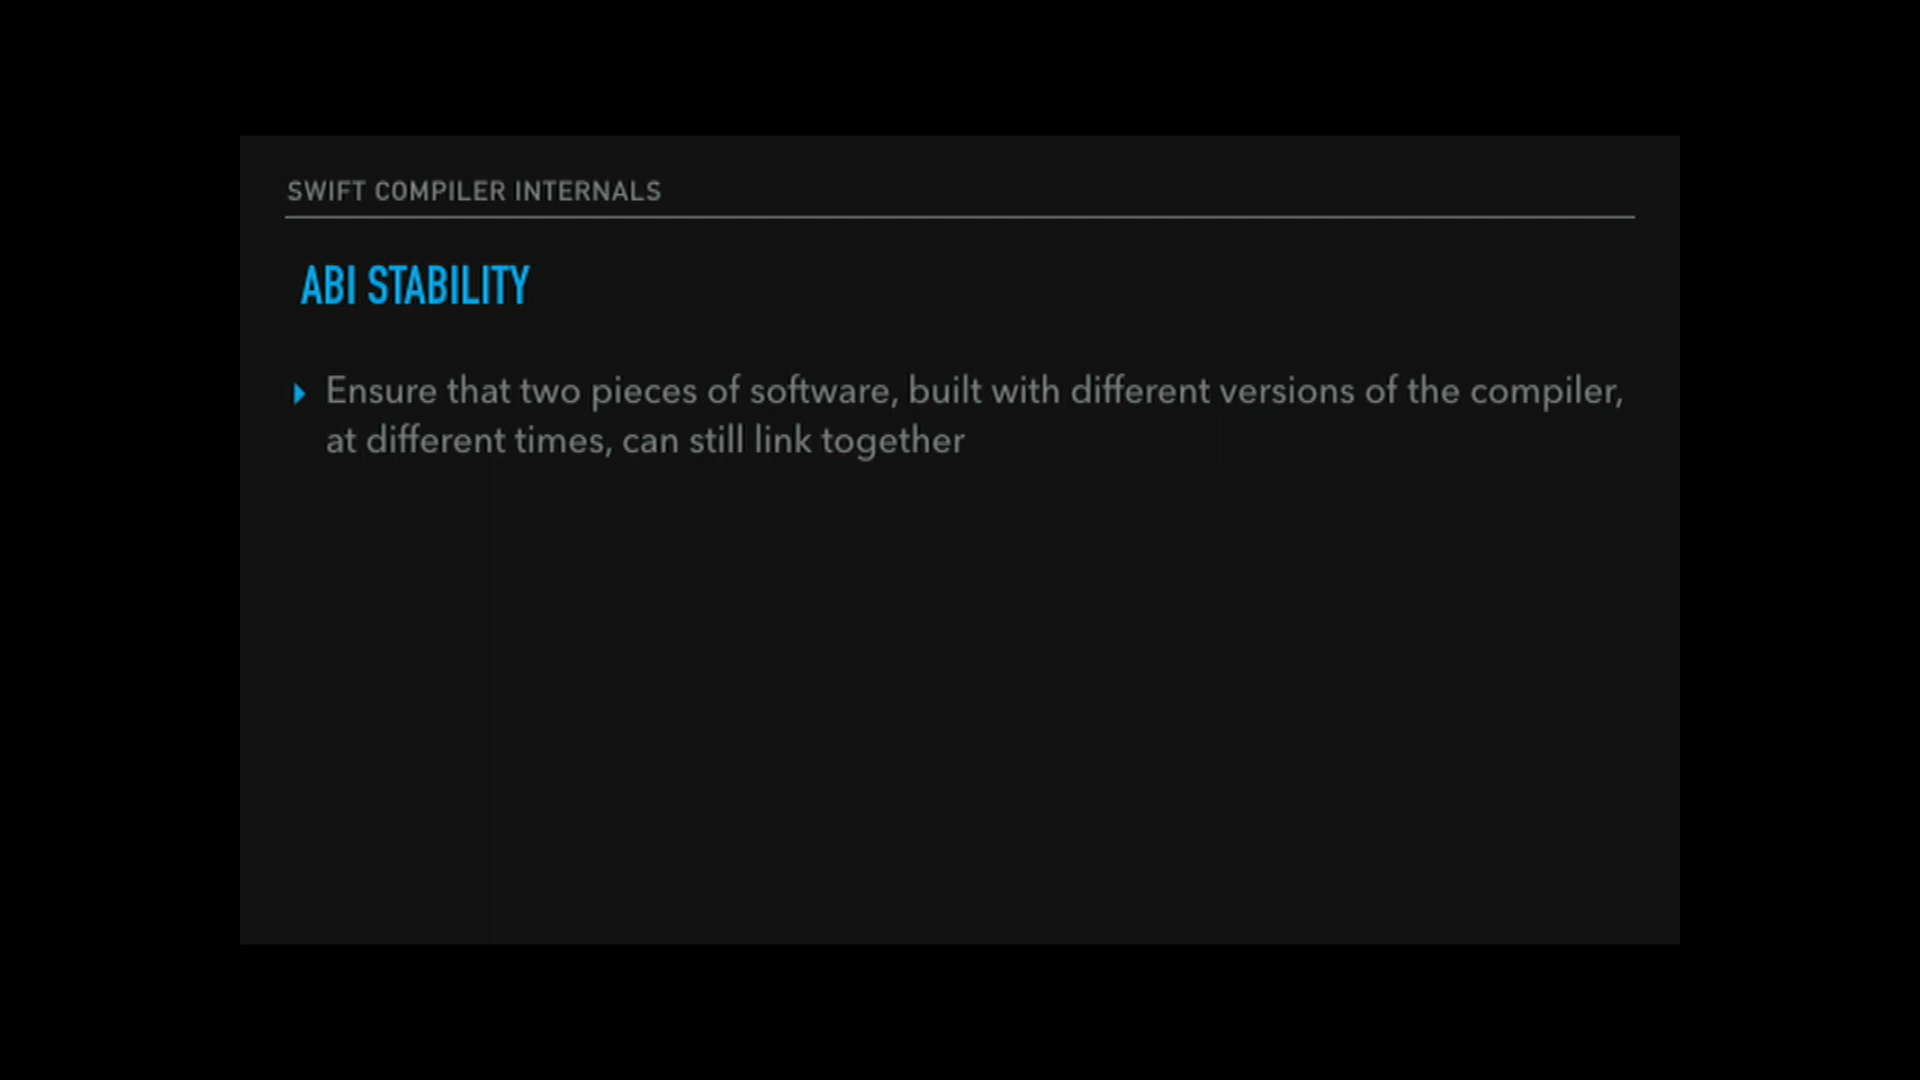 SWIFT COMPILER INTERNALS
ABI STABILITY
Ensure that two pieces of software, built with different versions of the compiler,
at different times, can still link together